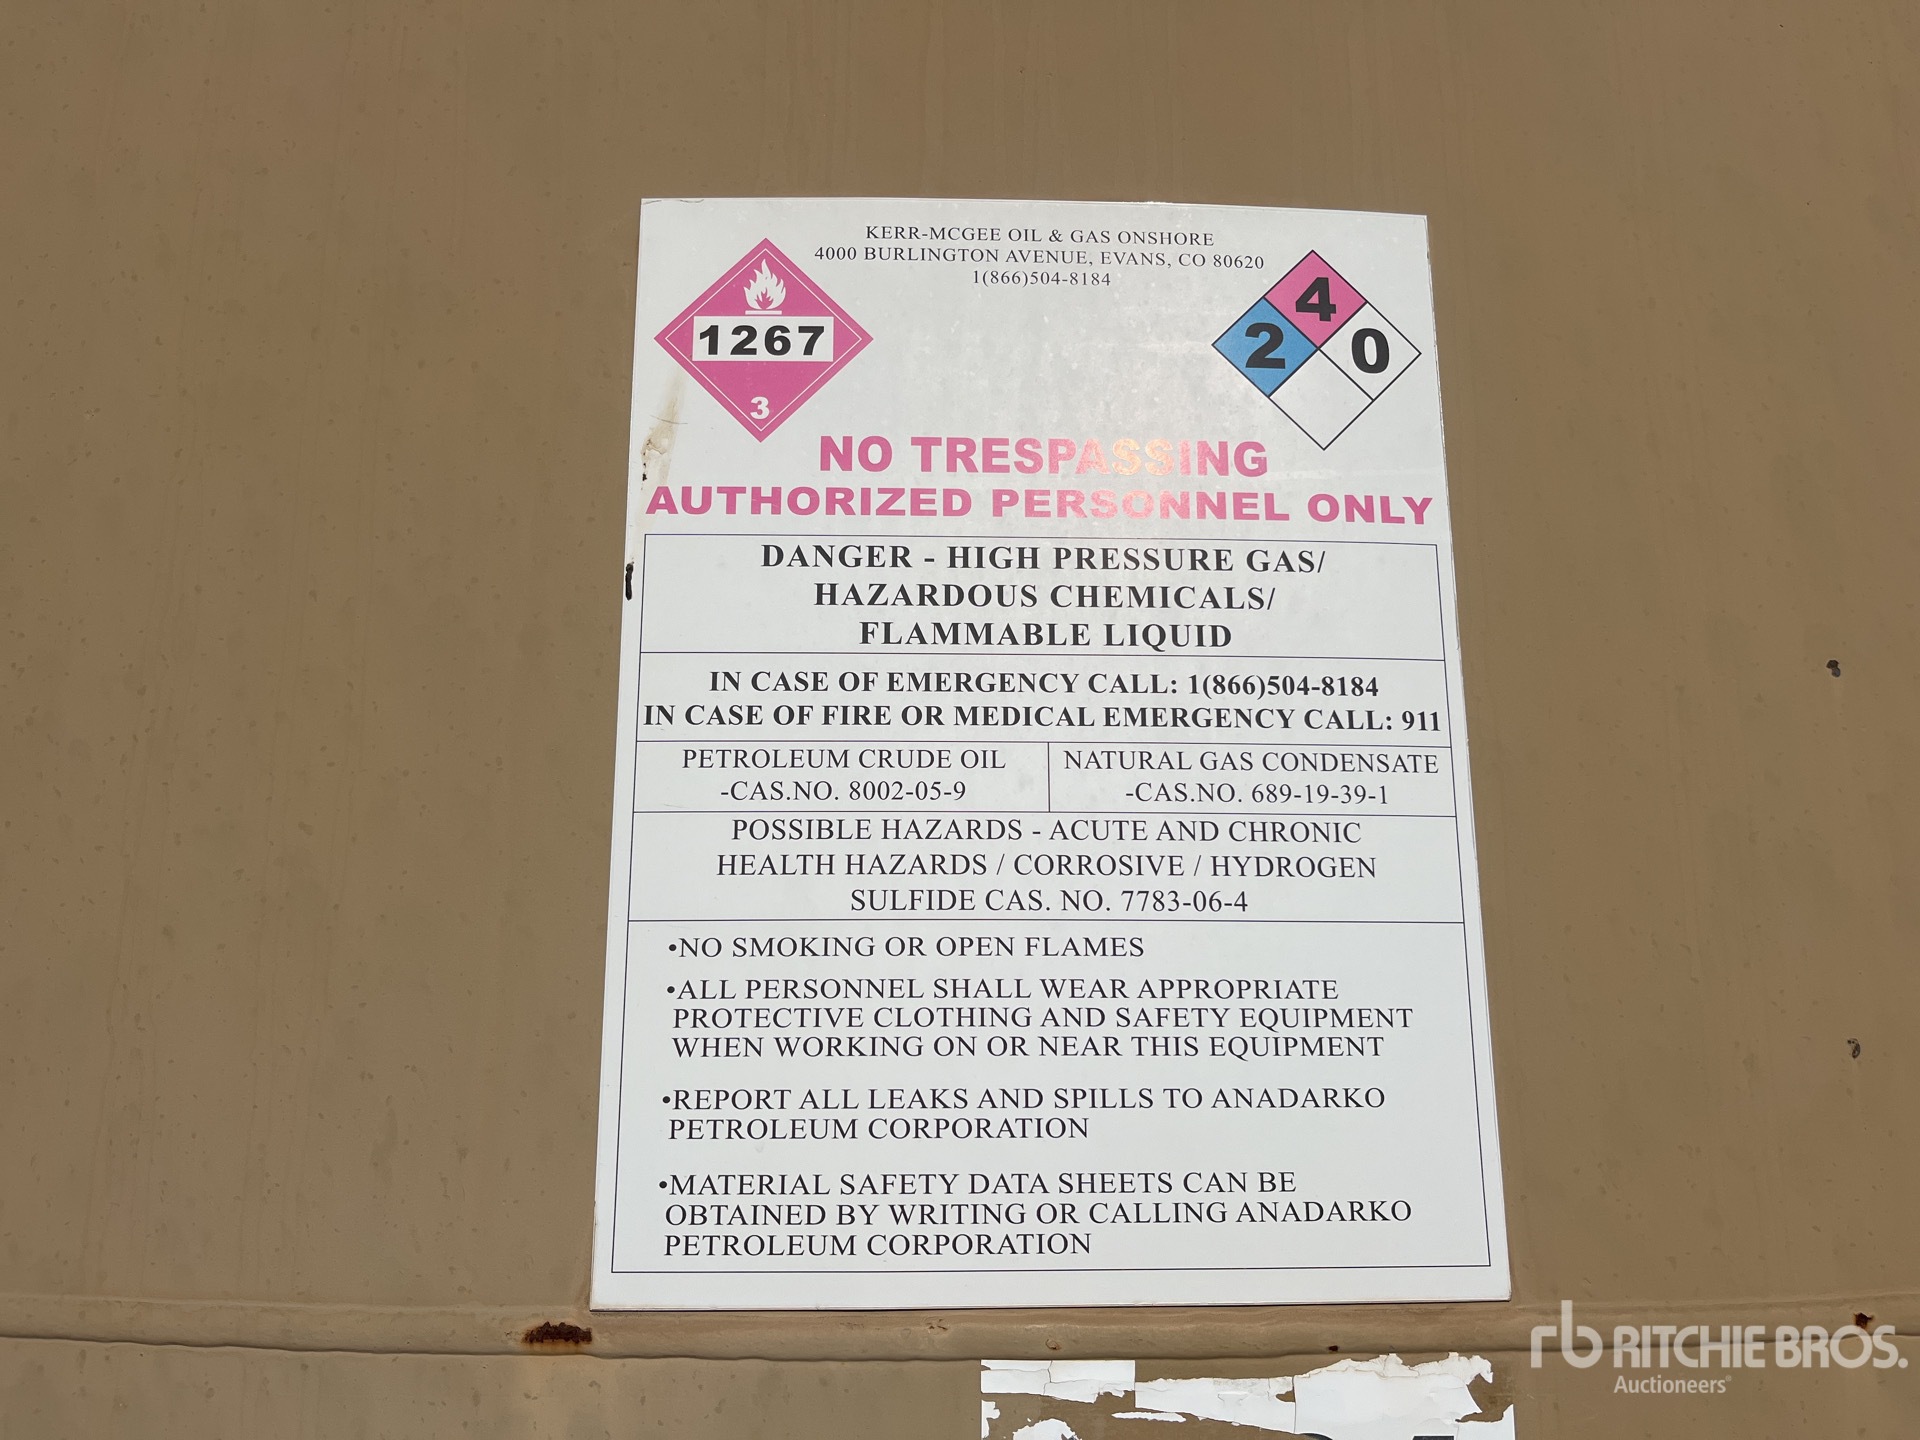 KERR-MCGEE OIL & GAS ONSHORE
4000 BURLINGTON AVENUE, EVANS, CO 80620
1(866)504-8184
1267
3
4
2
0
NO TRESPASSING
AUTHORIZED PERSONNEL ONLY
DANGER - HIGH PRESSURE GAS/
HAZARDOUS CHEMICALS/
FLAMMABLE LIQUID
IN CASE OF EMERGENCY CALL: 1(866)504-8184
IN CASE OF FIRE OR MEDICAL EMERGENCY CALL: 911
PETROLEUM CRUDE OIL
-CAS.NO. 8002-05-9
NATURAL GAS CONDENSATE
-CAS.NO. 689-19-39-1
POSSIBLE HAZARDS - ACUTE AND CHRONIC
HEALTH HAZARDS / CORROSIVE / HYDROGEN
SULFIDE CAS. NO. 7783-06-4
•NO SMOKING OR OPEN FLAMES
•ALL PERSONNEL SHALL WEAR APPROPRIATE
PROTECTIVE CLOTHING AND SAFETY EQUIPMENT
WHEN WORKING ON OR NEAR THIS EQUIPMENT
•REPORT ALL LEAKS AND SPILLS TO ANADARKO
PETROLEUM CORPORATION
•MATERIAL SAFETY DATA SHEETS CAN BE
OBTAINED BY WRITING OR CALLING ANADARKO
PETROLEUM CORPORATION
rb RITCHIE BROS.
Auctioneers